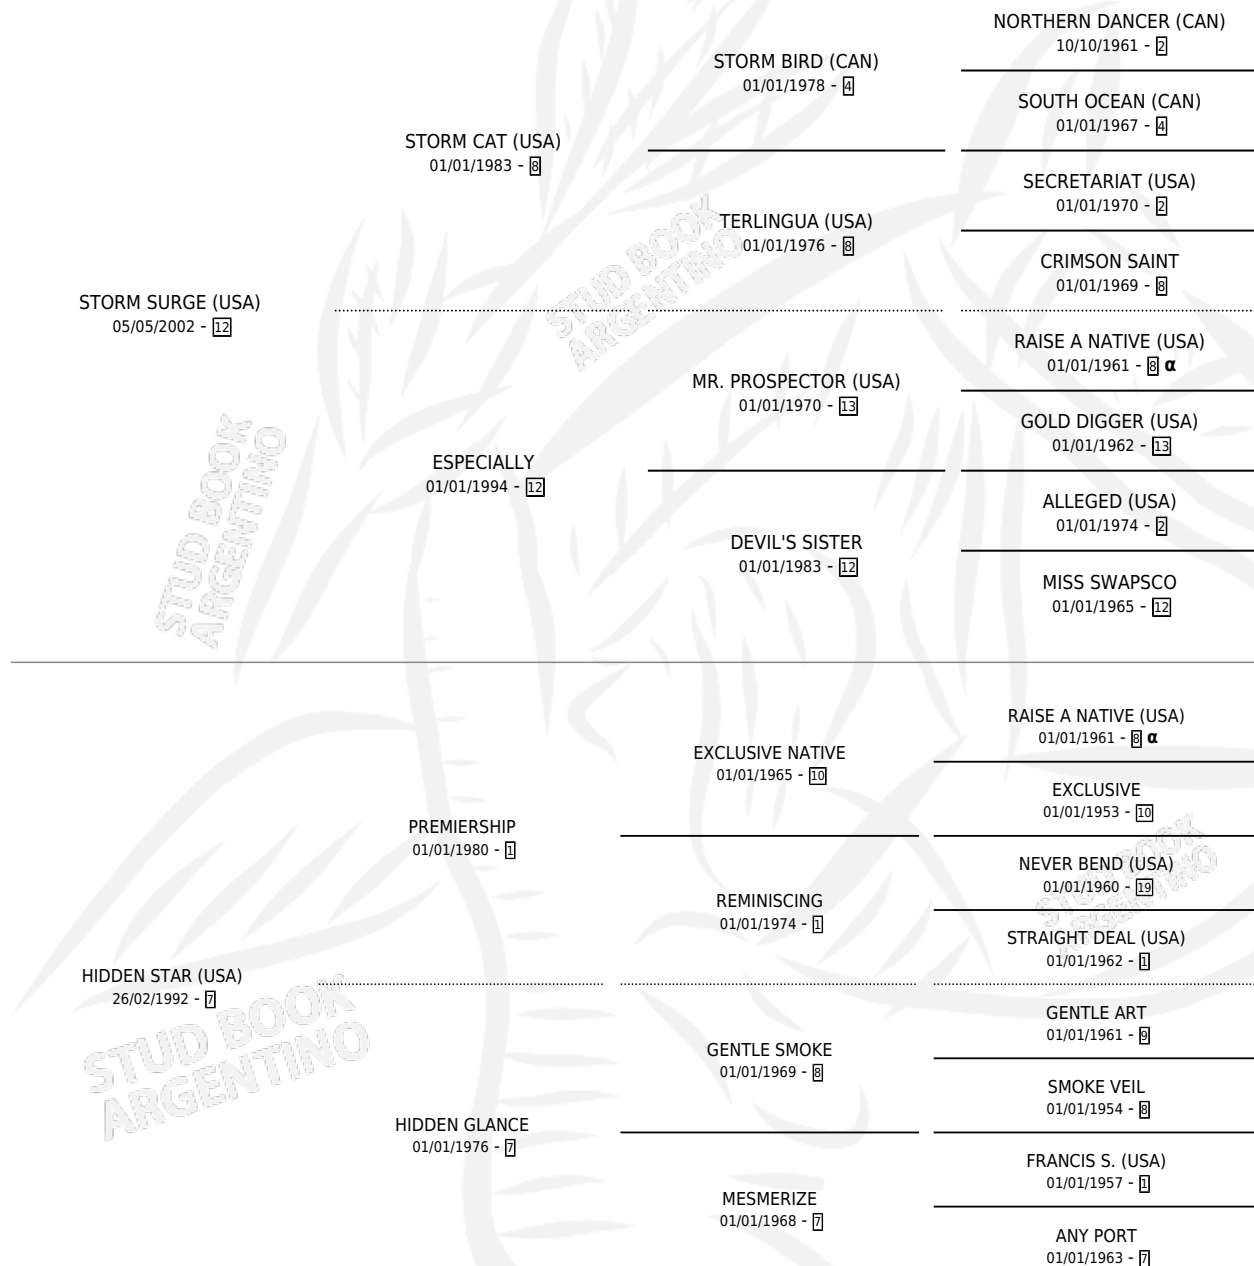 NORTHERN DANCER (CAN)
10/10/1961 - 2
STORM BIRD (CAN)
01/01/1978 - 4
SOUTH OCEAN (CAN)
01/01/1967 - 4
STORM CAT (USA)
01/01/1983 - 8
SECRETARIAT (USA)
01/01/1970 - 2
TERLINGUA (USA)
01/01/1976 - 8
CRIMSON SAINT
01/01/1969 - 8
STORM SURGE (USA)
05/05/2002 - 12
RAISE A NATIVE (USA)
01/01/1961 - 8 α
MR. PROSPECTOR (USA)
01/01/1970 - 13
GOLD DIGGER (USA)
01/01/1962 - 13
ESPECIALLY
01/01/1994 - 12
ALLEGED (USA)
01/01/1974 - 2
DEVIL'S SISTER
01/01/1983 - 12
MISS SWAPSCO
01/01/1965 - 12
RAISE A NATIVE (USA)
01/01/1961 - 8 α
EXCLUSIVE NATIVE
01/01/1965 - 10
EXCLUSIVE
01/01/1953 - 10
PREMIERSHIP
01/01/1980 - 1
NEVER BEND (USA)
01/01/1960 - 19
REMINISCING
01/01/1974 - 1
STRAIGHT DEAL (USA)
01/01/1962 - 1
HIDDEN STAR (USA)
26/02/1992 - 7
GENTLE ART
01/01/1961 - 9
GENTLE SMOKE
01/01/1969 - 8
SMOKE VEIL
01/01/1954 - 8
HIDDEN GLANCE
01/01/1976 - 7
FRANCIS S. (USA)
01/01/1957 - 1
MESMERIZE
01/01/1968 - 7
ANY PORT
01/01/1963 - 7
STUD BOOK
ARGENTINO
STUD BOOK
ARGENTINO
STUD BOOK
ARGENTINO
STUD BOOK
ARGENTINO